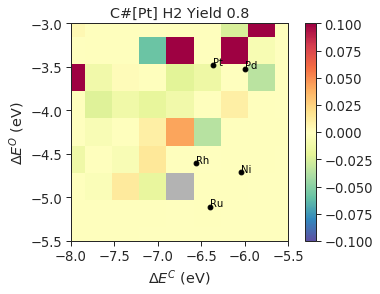 C#[Pt] H2 Yield 0.8
−3.0
−3.5
−4.0
−4.5
−5.0
−5.5
ΔE^O (eV)
Pt
Pd
Rh
Ni
Ru
−8.0 −7.5 −7.0 −6.5 −6.0 −5.5
ΔE^C (eV)
0.100
0.075
0.050
0.025
0.000
−0.025
−0.050
−0.075
−0.100